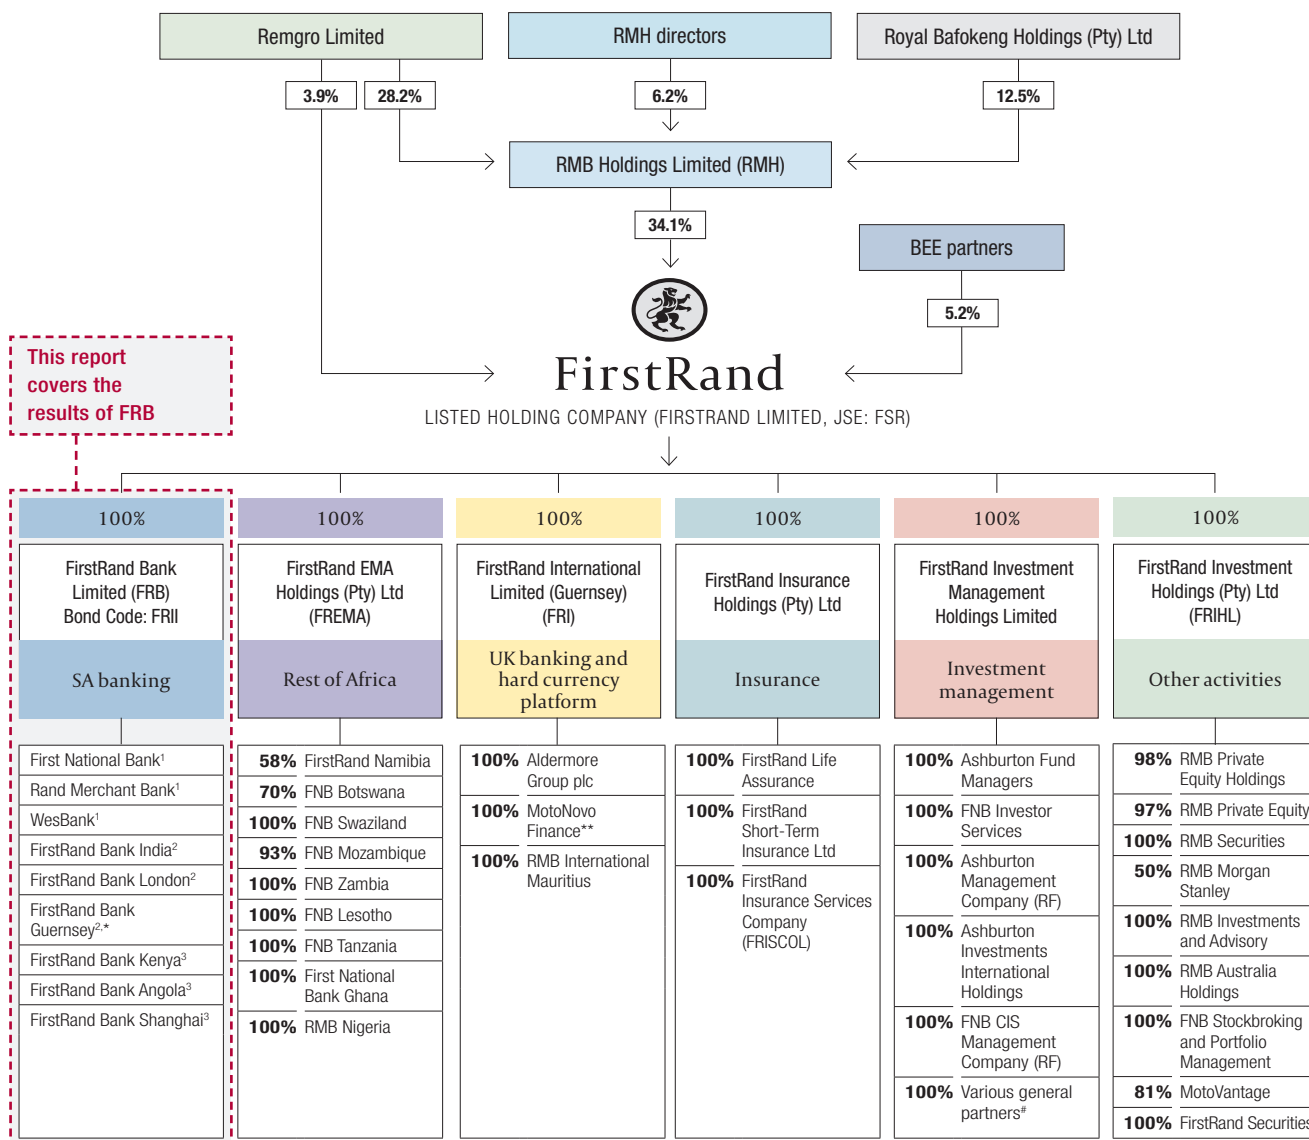 Remgro Limited
RMH directors
Royal Bafokeng Holdings (Pty) Ltd
3.9%
28.2%
6.2%
12.5%
RMB Holdings Limited (RMH)
34.1%
BEE partners
5.2%
This report
covers the
results of FRB
FirstRand
LISTED HOLDING COMPANY (FIRSTRAND LIMITED, JSE: FSR)
100%
FirstRand Bank
Limited (FRB)
Bond Code: FRII
SA banking
First National Bank¹
Rand Merchant Bank¹
WesBank¹
FirstRand Bank India²
FirstRand Bank London²
FirstRand Bank
Guernsey²,*
FirstRand Bank Kenya³
FirstRand Bank Angola³
FirstRand Bank Shanghai³
100%
FirstRand EMA
Holdings (Pty) Ltd
(FREMA)
Rest of Africa
58% FirstRand Namibia
70% FNB Botswana
100% FNB Swaziland
93% FNB Mozambique
100% FNB Zambia
100% FNB Lesotho
100% FNB Tanzania
100% First National
Bank Ghana
100% RMB Nigeria
100%
FirstRand International
Limited (Guernsey)
(FRI)
UK banking and
hard currency
platform
100% Aldermore
Group plc
100% MotoNovo
Finance**
100% RMB International
Mauritius
100%
FirstRand Insurance
Holdings (Pty) Ltd
Insurance
100% FirstRand Life
Assurance
100% FirstRand
Short-Term
Insurance Ltd
100% FirstRand
Insurance Services
Company
(FRISCOL)
100%
FirstRand Investment
Management
Holdings Limited
Investment
management
100% Ashburton Fund
Managers
100% FNB Investor
Services
100% Ashburton
Management
Company (RF)
100% Ashburton
Investments
International
Holdings
100% FNB CIS
Management
Company (RF)
100% Various general
partners#
100%
FirstRand Investment
Holdings (Pty) Ltd
(FRIHL)
Other activities
98% RMB Private
Equity Holdings
97% RMB Private Equity
100% RMB Securities
50% RMB Morgan
Stanley
100% RMB Investments
and Advisory
100% RMB Australia
Holdings
100% FNB Stockbroking
and Portfolio
Management
81% MotoVantage
100% FirstRand Securities